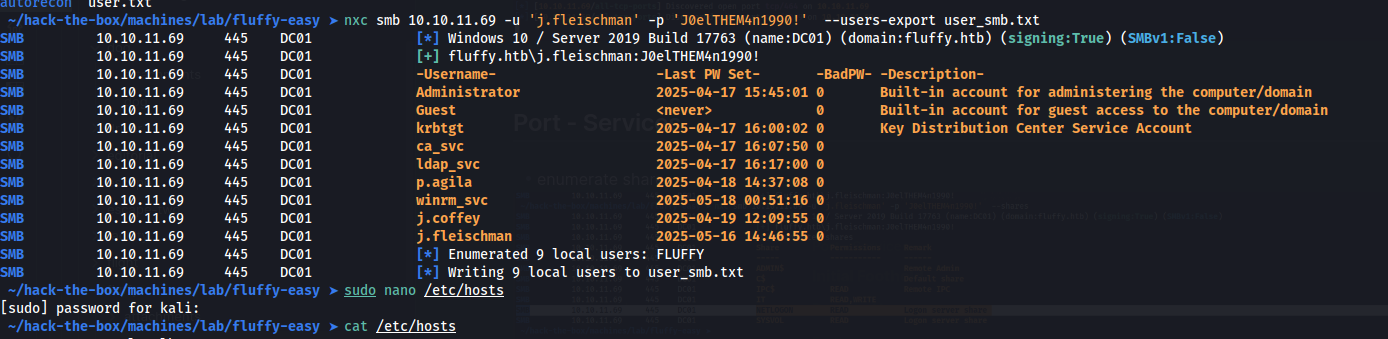 autorecon user.txt
~/hack-the-box/machines/lab/fluffy-easy ➤ nxc smb 10.10.11.69 -u 'j.fleischman' -p 'J0elTHEM4n1990!' --users-export user_smb.txt
SMB 10.10.11.69 445 DC01 [*] Windows 10 / Server 2019 Build 17763 (name:DC01) (domain:fluffy.htb) (signing:True) (SMBv1:False)
SMB 10.10.11.69 445 DC01 [+] fluffy.htb\j.fleischman:J0elTHEM4n1990!
SMB 10.10.11.69 445 DC01 -Username- -Last PW Set- -BadPW- -Description-
SMB 10.10.11.69 445 DC01 Administrator 2025-04-17 15:45:01 0 Built-in account for administering the computer/domain
SMB 10.10.11.69 445 DC01 Guest <never> 0 Built-in account for guest access to the computer/domain
SMB 10.10.11.69 445 DC01 krbtgt 2025-04-17 16:00:02 0 Key Distribution Center Service Account
SMB 10.10.11.69 445 DC01 ca_svc 2025-04-17 16:07:50 0
SMB 10.10.11.69 445 DC01 ldap_svc 2025-04-17 16:17:00 0
SMB 10.10.11.69 445 DC01 p.agila 2025-04-18 14:37:08 0
SMB 10.10.11.69 445 DC01 winrm_svc 2025-05-18 00:51:16 0
SMB 10.10.11.69 445 DC01 j.coffey 2025-04-19 12:09:55 0
SMB 10.10.11.69 445 DC01 j.fleischman 2025-05-16 14:46:55 0
SMB 10.10.11.69 445 DC01 [*] Enumerated 9 local users: FLUFFY
SMB 10.10.11.69 445 DC01 [*] Writing 9 local users to user_smb.txt
~/hack-the-box/machines/lab/fluffy-easy ➤ sudo nano /etc/hosts
[sudo] password for kali:
~/hack-the-box/machines/lab/fluffy-easy ➤ cat /etc/hosts